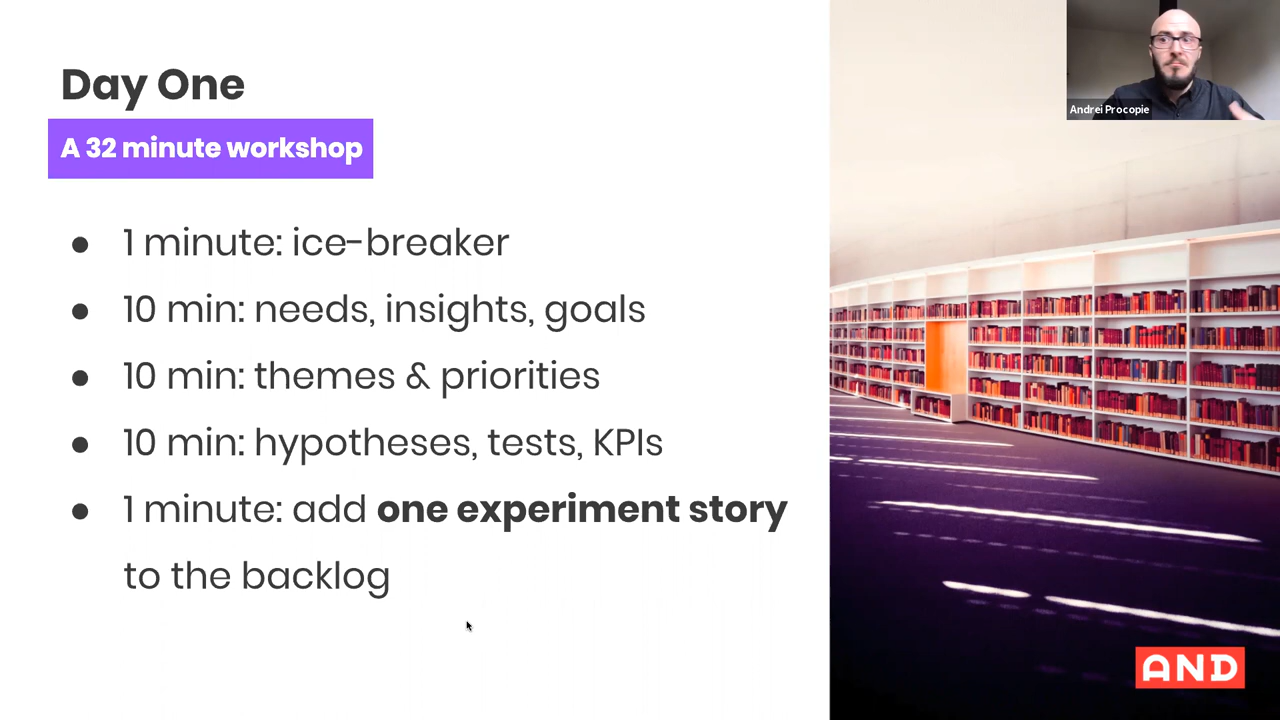 Day One
A 32 minute workshop
● 1 minute: ice-breaker
● 10 min: needs, insights, goals
● 10 min: themes & priorities
● 10 min: hypotheses, tests, KPIs
● 1 minute: add one experiment story
to the backlog
Andrei Procopie
AND